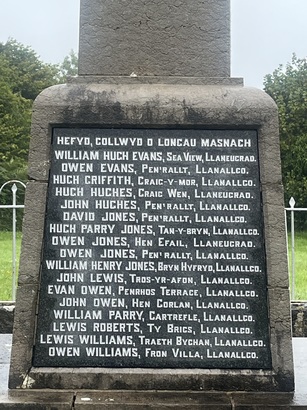 HEFYD, COLLWYD O LONGAU MASNACH
WILLIAM HUGH EVANS, SEA VIEW, LLANEUGRAD.
OWEN EVANS, PEN'RALLT, LLANALLGO.
HUGH GRIFFITH, CRAIG-Y-MOR, LLANALLGO.
HUGH HUGHES, CRAIG WEN, LLANEUGRAD.
JOHN HUGHES, PEN'RALLT, LLANALLGO.
DAVID JONES, PEN'RALLT, LLANALLGO.
HUGH PARRY JONES, TAN-Y-BRYN, LLANALLGO.
OWEN JONES, HEN EFAIL, LLANEUGRAD.
OWEN JONES, PEN'RALLT, LLANALLGO.
WILLIAM HENRY JONES, BRYN HYFRYD, LLANALLGO.
JOHN LEWIS, TROS-YR-AFON, LLANALLGO.
EVAN OWEN, PENRHOS TERRACE, LLANALLGO.
JOHN OWEN, HEN GORLAN, LLANALLGO.
WILLIAM PARRY, CARTREFLE, LLANALLGO.
LEWIS ROBERTS, TY BRICS, LLANALLGO.
LEWIS WILLIAMS, TRAETH BYCHAN, LLANALLGO.
OWEN WILLIAMS, FRON VILLA, LLANALLGO.